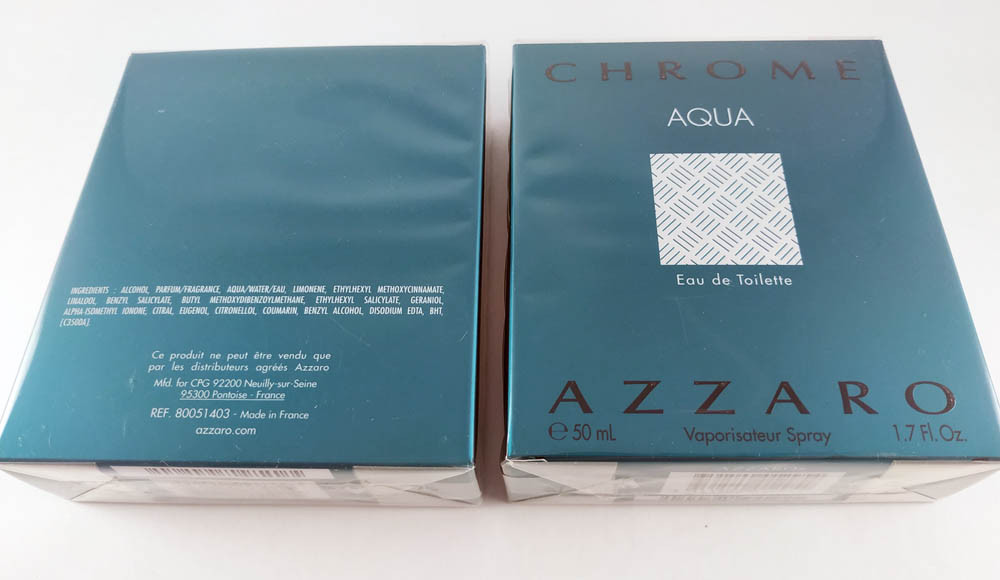 INGREDIENTS : ALCOHOL, PARFUM/FRAGRANCE, AQUA/WATER/EAU, LIMONENE, ETHYLHEXYL METHOXYCINNAMATE,
LINALOOL, BENZYL SALICYLATE, BUTYL METHOXYDIBENZOYLMETHANE, ETHYLHEXYL SALICYLATE, GERANIOL,
ALPHA-ISOMETHYL IONONE, CITRAL, EUGENOL, CITRONELLOL, COUMARIN, BENZYL ALCOHOL, DISODIUM EDTA, BHT,
[C3500A]
Ce produit ne peut être vendu que
par les distributeurs agréés Azzaro
Mfd. for CPG 92200 Neuilly-sur-Seine
95300 Pontoise - France
REF. 80051403 - Made in France
azzaro.com
CHROME
AQUA
Eau de Toilette
AZZARO
e 50 mL Vaporisateur Spray 1.7 Fl.Oz.